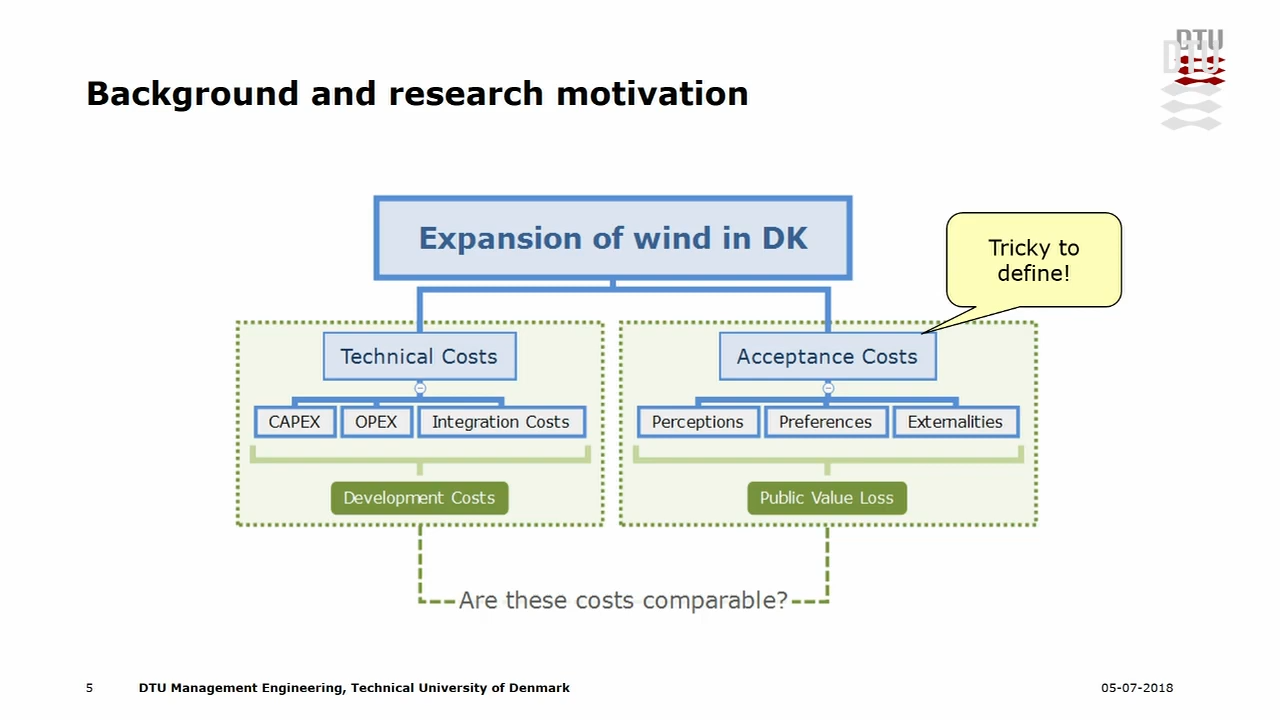 DTU
DTU
Background and research motivation
Expansion of wind in DK
Tricky to
define!
Technical Costs
Acceptance Costs
CAPEX
OPEX
Integration Costs
Perceptions
Preferences
Externalities
Development Costs
Public Value Loss
Are these costs comparable?
5
DTU Management Engineering, Technical University of Denmark
05-07-2018